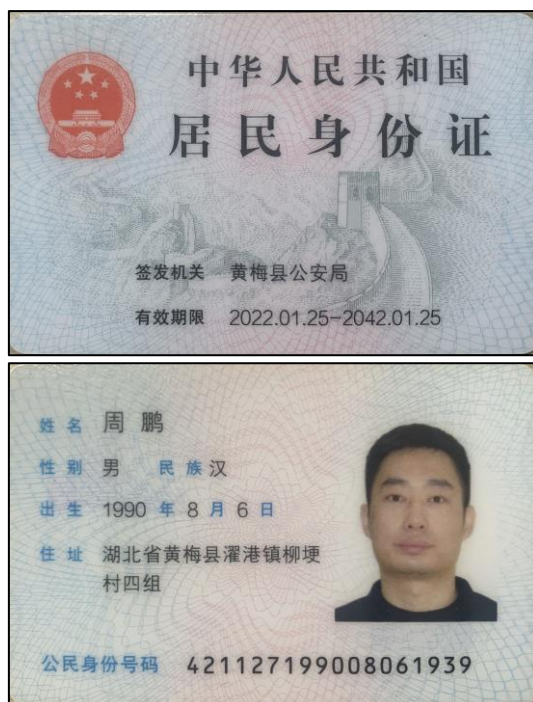 中华人民共和国
居民身份证
签发机关 黄梅县公安局
有效期限 2022.01.25-2042.01.25
姓名 周鹏
性别 男 民族 汉
出生 1990 年 8 月 6 日
住址 湖北省黄梅县濯港镇柳埂
村四组
公民身份号码 421127199008061939